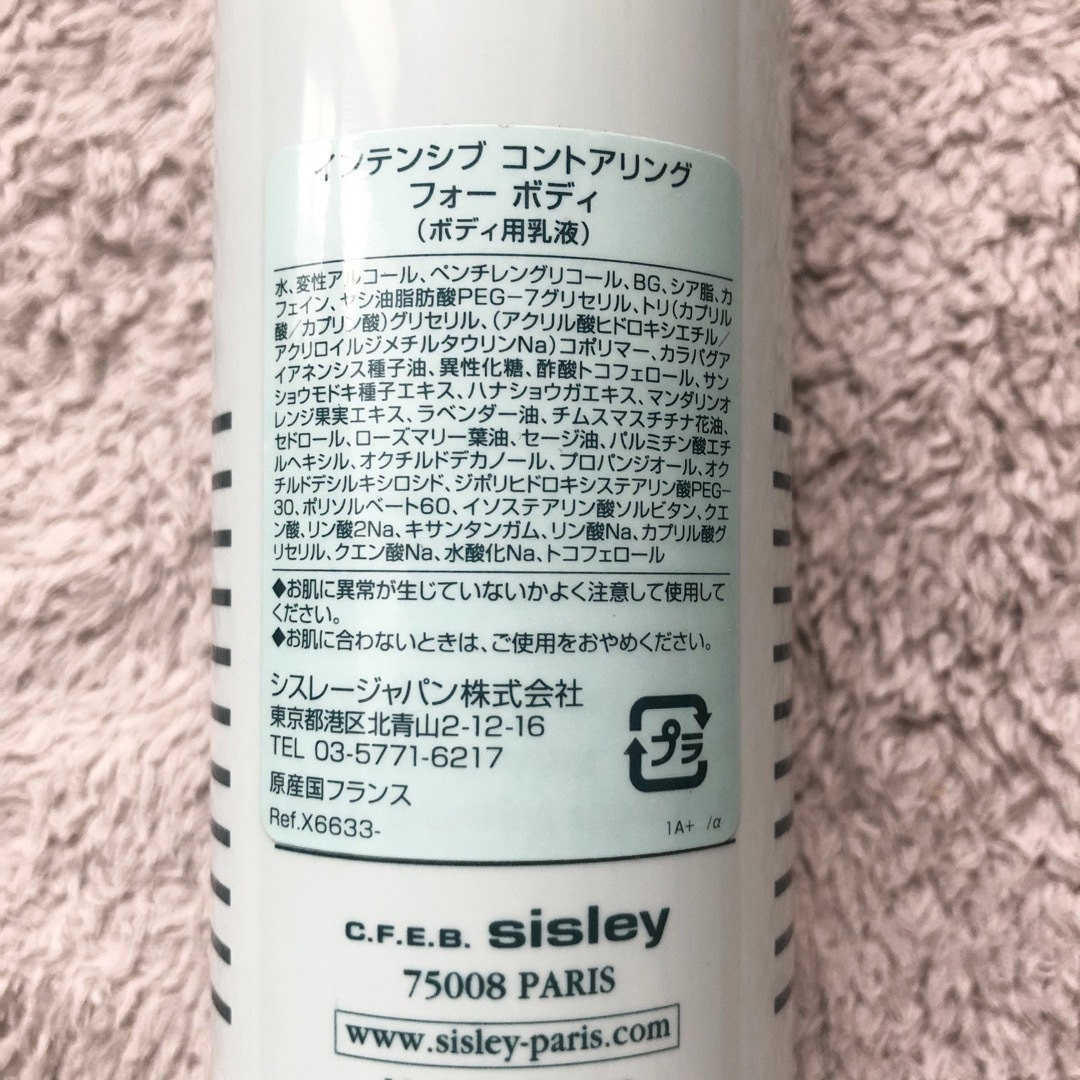 インテンシブ コントアリング
フォー ボディ
(ボディ用乳液)
水、変性アルコール、ペンチレングリコール、BG、シア脂、カ
フェイン、ヤシ油脂肪酸PEG-7グリセリル、トリ(カプリル
酸/カプリン酸)グリセリル、(アクリル酸ヒドロキシエチル/
アクリロイルジメチルタウリンNa)コポリマー、カラパグア
イアネンシス種子油、異性化糖、酢酸トコフェロール、サン
ショウモドキ種子エキス、ハナショウガエキス、マンダリンオ
レンジ果実エキス、ラベンダー油、チムスマスチチナ花油、
セドロール、ローズマリー葉油、セージ油、パルミチン酸エチ
ルヘキシル、オクチルドデカノール、プロパンジオール、オク
チルドデシルキシロシド、ジポリヒドロキシステアリン酸PEG-
30、ポリソルベート60、イソステアリン酸ソルビタン、クエ
ン酸、リン酸2Na、キサンタンガム、リン酸Na、カプリル酸グ
リセリル、クエン酸Na、水酸化Na、トコフェロール
◆お肌に異常が生じていないかよく注意して使用して
ください。
◆お肌に合わないときは、ご使用をおやめください。
シスレージャパン株式会社
東京都港区北青山2-12-16
TEL 03-5771-6217
原産国フランス
プラ
Ref.X6633-
1A+ /α
C.F.E.B. sisley
75008 PARIS
www.sisley-paris.com